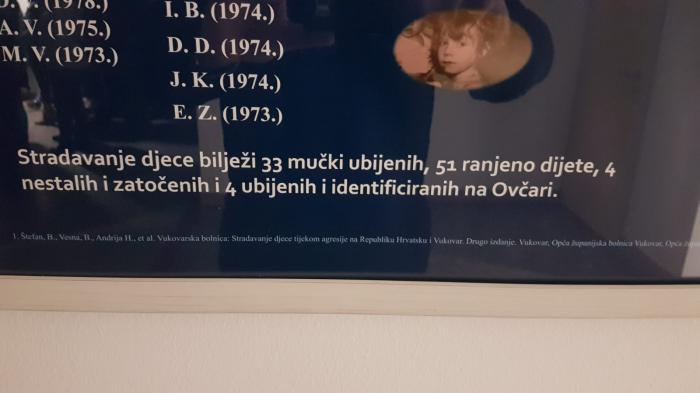 V. (1978.)
A. V. (1975.)
M. V. (1973.)
I. B. (1974.)
D. D. (1974.)
J. K. (1974.)
E. Z. (1973.)
Stradavanje djece bilježi 33 mučki ubijenih, 51 ranjeno dijete, 4
nestalih i zatočenih i 4 ubijenih i identificiranih na Ovčari.
1. Štefan, B., Vesna, B., Andrija H., et al. Vukovarska bolnica: Stradavanje djece tijekom agresije na Republiku Hrvatsku i Vukovar. Drugo izdanje. Vukovar, Opća županijska bolnica Vukovar, Opća